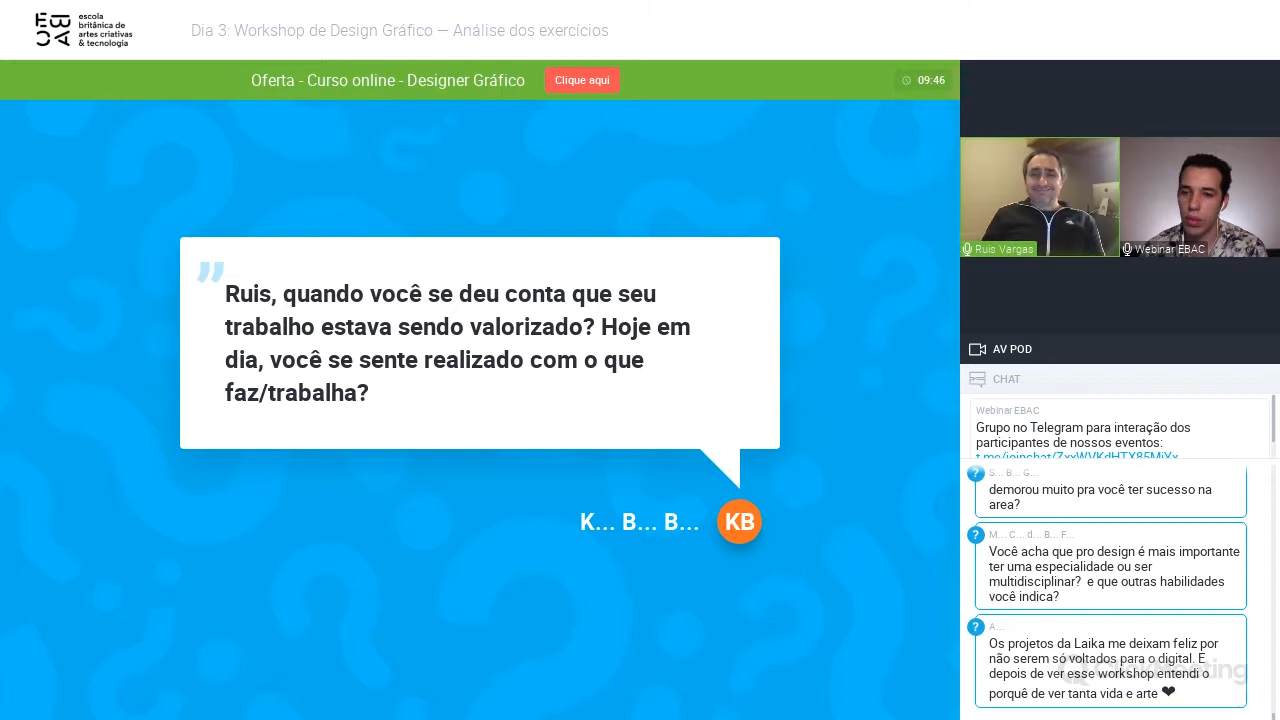 EBAC
escola
britânica de
artes criativas
& tecnologia
Dia 3: Workshop de Design Gráfico — Análise dos exercícios
Oferta - Curso online - Designer Gráfico
Clique aqui
09:46
”
Ruis, quando você se deu conta que seu
trabalho estava sendo valorizado? Hoje em
dia, você se sente realizado com o que
faz/trabalha?
K... B... B...
KB
Ruis Vargas
Webinar EBAC
AV POD
CHAT
Webinar EBAC
Grupo no Telegram para interação dos
participantes de nossos eventos:
t.me/joinchat/ZxxWVKdHTX85MjYx
?
S... B... G...
demorou muito pra você ter sucesso na
area?
?
M... C... d... B... F...
Você acha que pro design é mais importante
ter uma especialidade ou ser
multidisciplinar? e que outras habilidades
você indica?
?
A...
Os projetos da Laika me deixam feliz por
não serem só voltados para o digital. E
depois de ver esse workshop entendi o
porquê de ver tanta vida e arte ❤